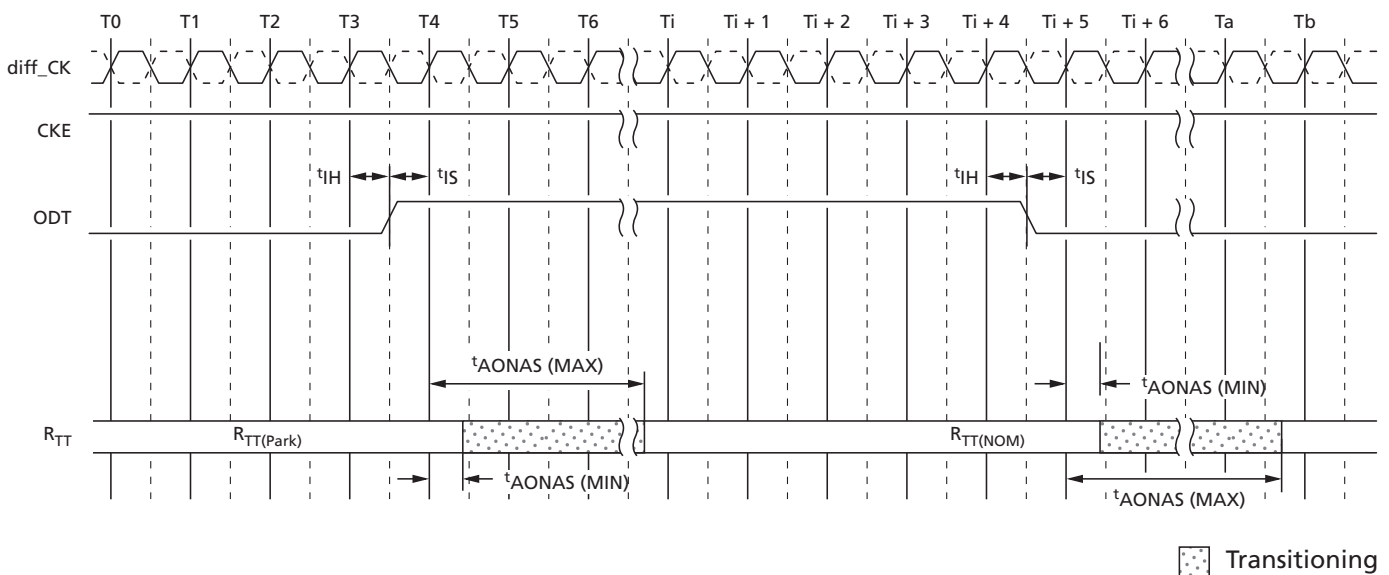 T0 T1 T2 T3 T4 T5 T6 Ti Ti + 1 Ti + 2 Ti + 3 Ti + 4 Ti + 5 Ti + 6 Ta Tb
diff_CK
CKE
tIH tIS tIH tIS
ODT
tAONAS (MAX)
tAONAS (MIN)
RTT RTT(Park) RTT(NOM)
tAONAS (MIN)
tAONAS (MAX)
Transitioning